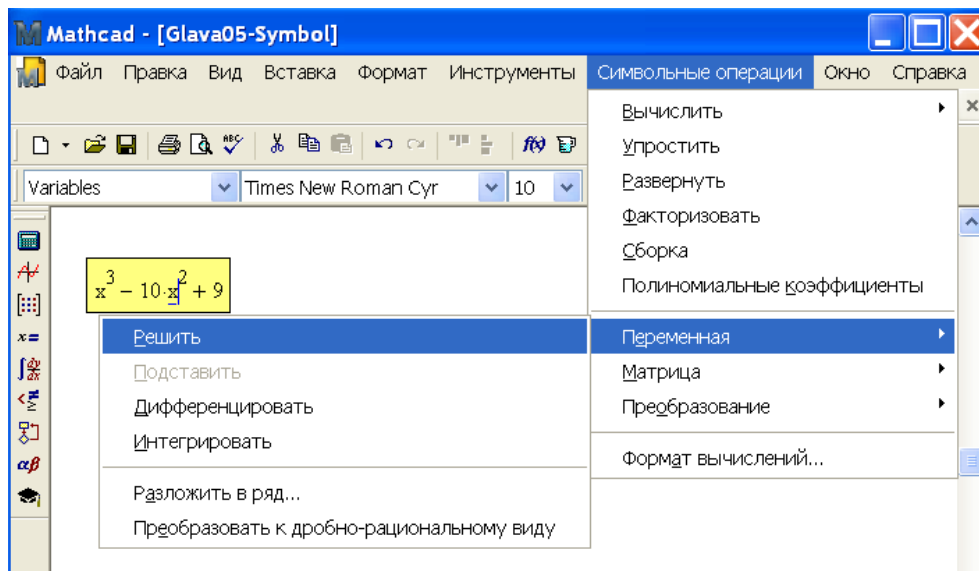 Mathcad - [Glava05-Symbol]
Файл Правка Вид Вставка Формат Инструменты Символьные операции Окно Справка
Variables Times New Roman Cyr 10
x³ − 10·x² + 9
Вычислить
Упростить
Развернуть
Факторизовать
Сборка
Полиномиальные коэффициенты
Переменная
Матрица
Преобразование
Формат вычислений...
Решить
Подставить
Дифференцировать
Интегрировать
Разложить в ряд...
Преобразовать к дробно-рациональному виду